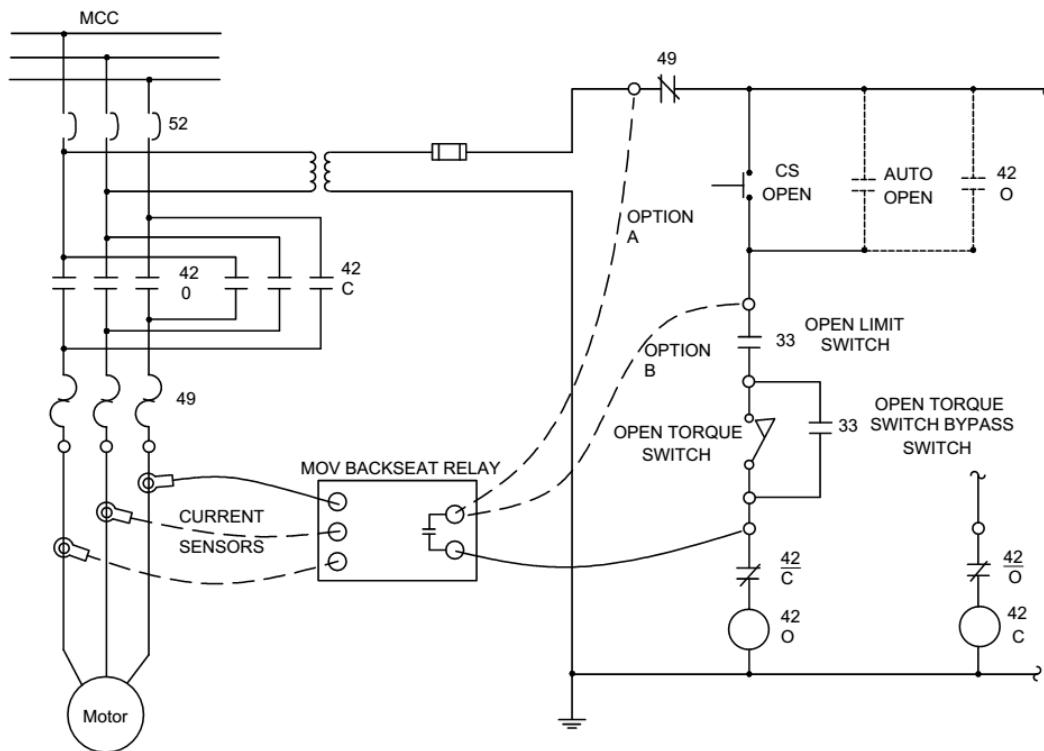 MCC
52
49
CS
OPEN
AUTO
OPEN
42
O
OPTION
A
42
0
42
C
OPTION
B
33
OPEN LIMIT
SWITCH
49
OPEN TORQUE
SWITCH
33
OPEN TORQUE
SWITCH BYPASS
SWITCH
MOV BACKSEAT RELAY
CURRENT
SENSORS
42
C
42
O
42
O
42
C
Motor